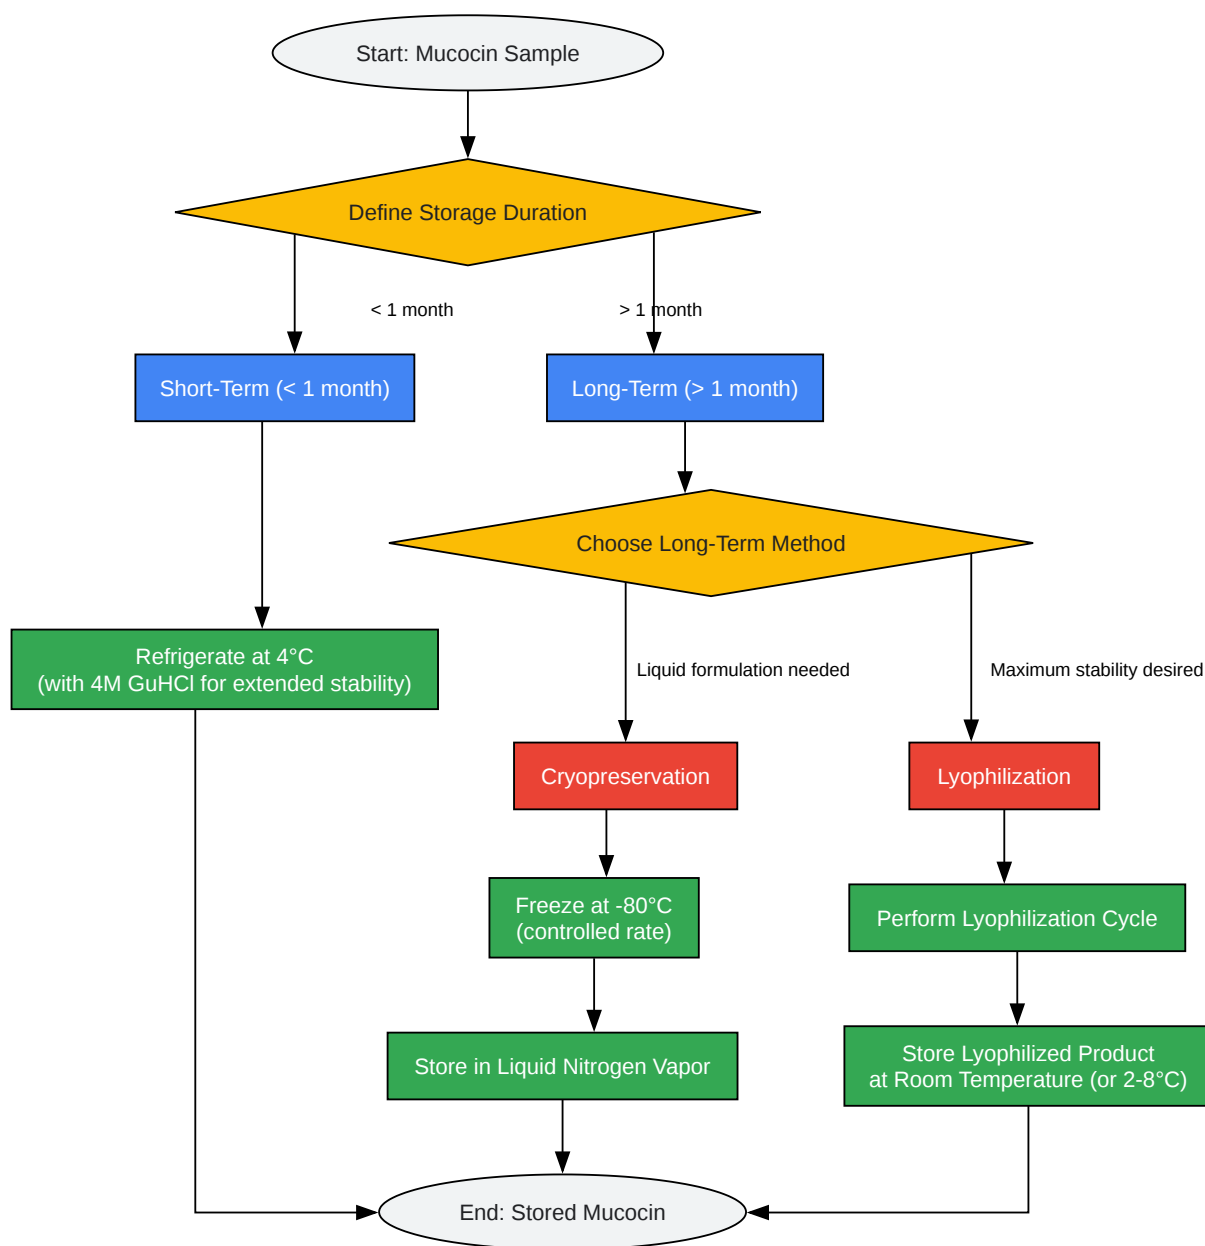 Start: Mucocin Sample
Define Storage Duration
< 1 month
> 1 month
Short-Term (< 1 month)
Long-Term (> 1 month)
Choose Long-Term Method
Refrigerate at 4°C
(with 4M GuHCl for extended stability)
Liquid formulation needed
Maximum stability desired
Cryopreservation
Lyophilization
Freeze at -80°C
(controlled rate)
Perform Lyophilization Cycle
Store in Liquid Nitrogen Vapor
Store Lyophilized Product
at Room Temperature (or 2-8°C)
End: Stored Mucocin